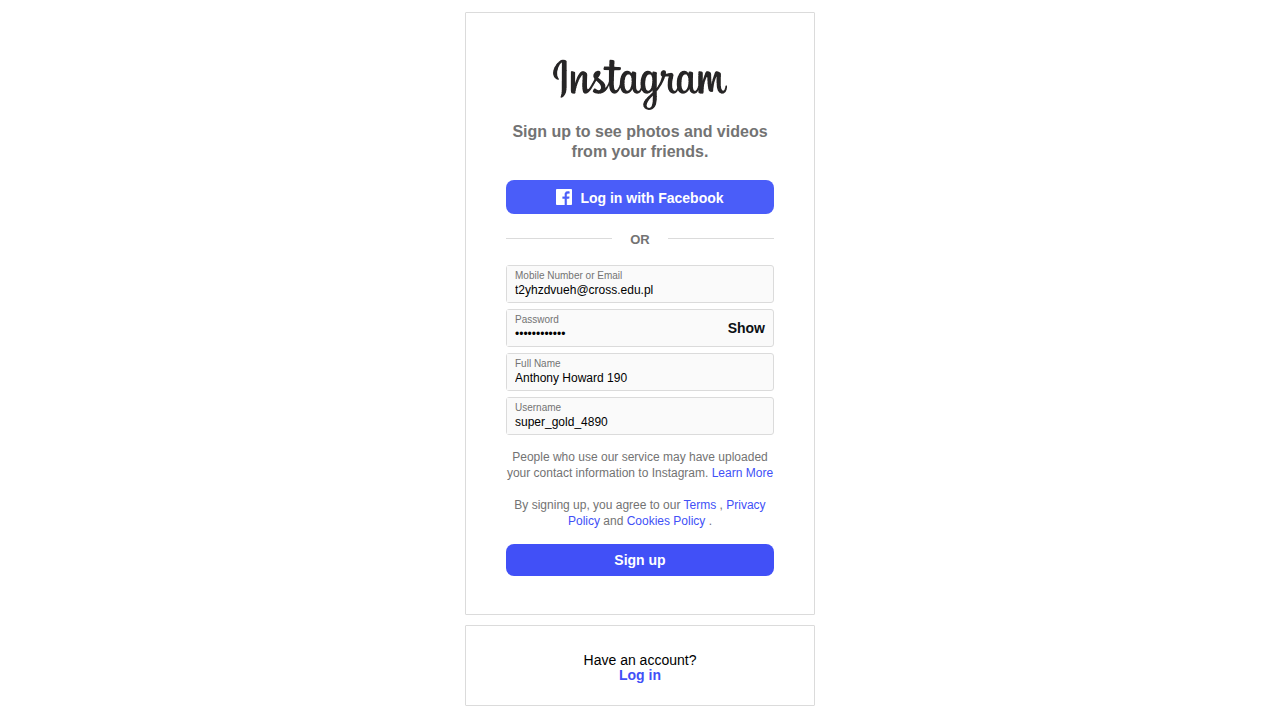 Instagram
Sign up to see photos and videos
from your friends.
Log in with Facebook
OR
Mobile Number or Email
t2yhzdvueh@cross.edu.pl
Password
••••••••••••
Show
Full Name
Anthony Howard 190
Username
super_gold_4890
People who use our service may have uploaded
your contact information to Instagram. Learn More
By signing up, you agree to our Terms , Privacy
Policy and Cookies Policy .
Sign up
Have an account?
Log in